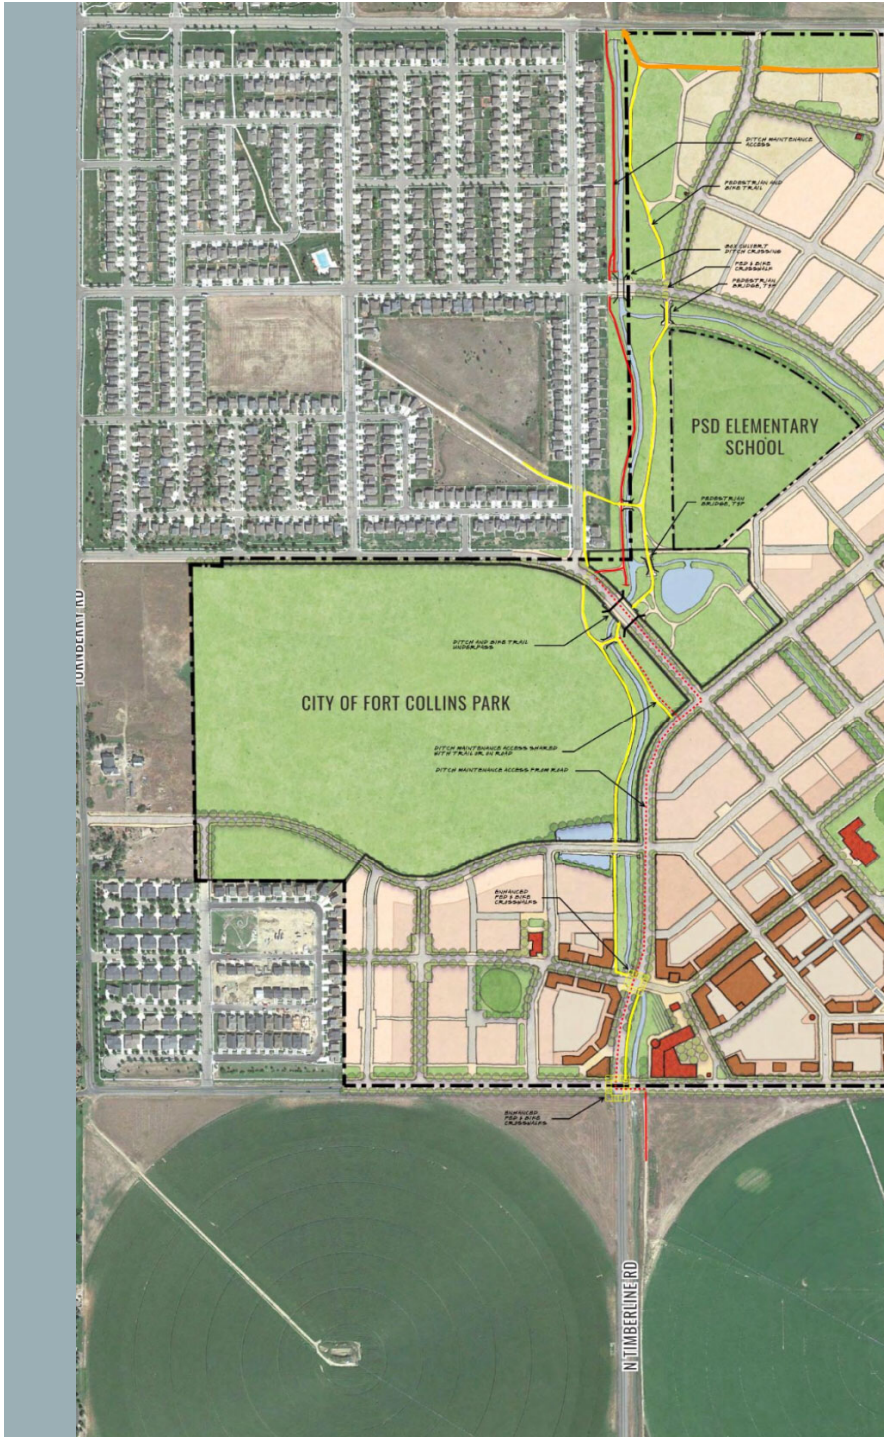 DITCH MAINTENANCE
ACCESS
PEDESTRIAN AND
BIKE TRAIL
BOX CULVERT
DITCH CROSSING
PED & BIKE
CROSSWALK
PEDESTRIAN
BRIDGE, TYP
PSD ELEMENTARY
SCHOOL
PEDESTRIAN
BRIDGE, TYP
TURNBERRY RD
DITCH AND BIKE TRAIL
UNDERPASS
CITY OF FORT COLLINS PARK
DITCH MAINTENANCE ACCESS SHARED
WITH TRAIL OR ON ROAD
DITCH MAINTENANCE ACCESS FROM ROAD
ENHANCED
PED & BIKE
CROSSWALKS
ENHANCED
PED & BIKE
CROSSWALKS
N TIMBERLINE RD